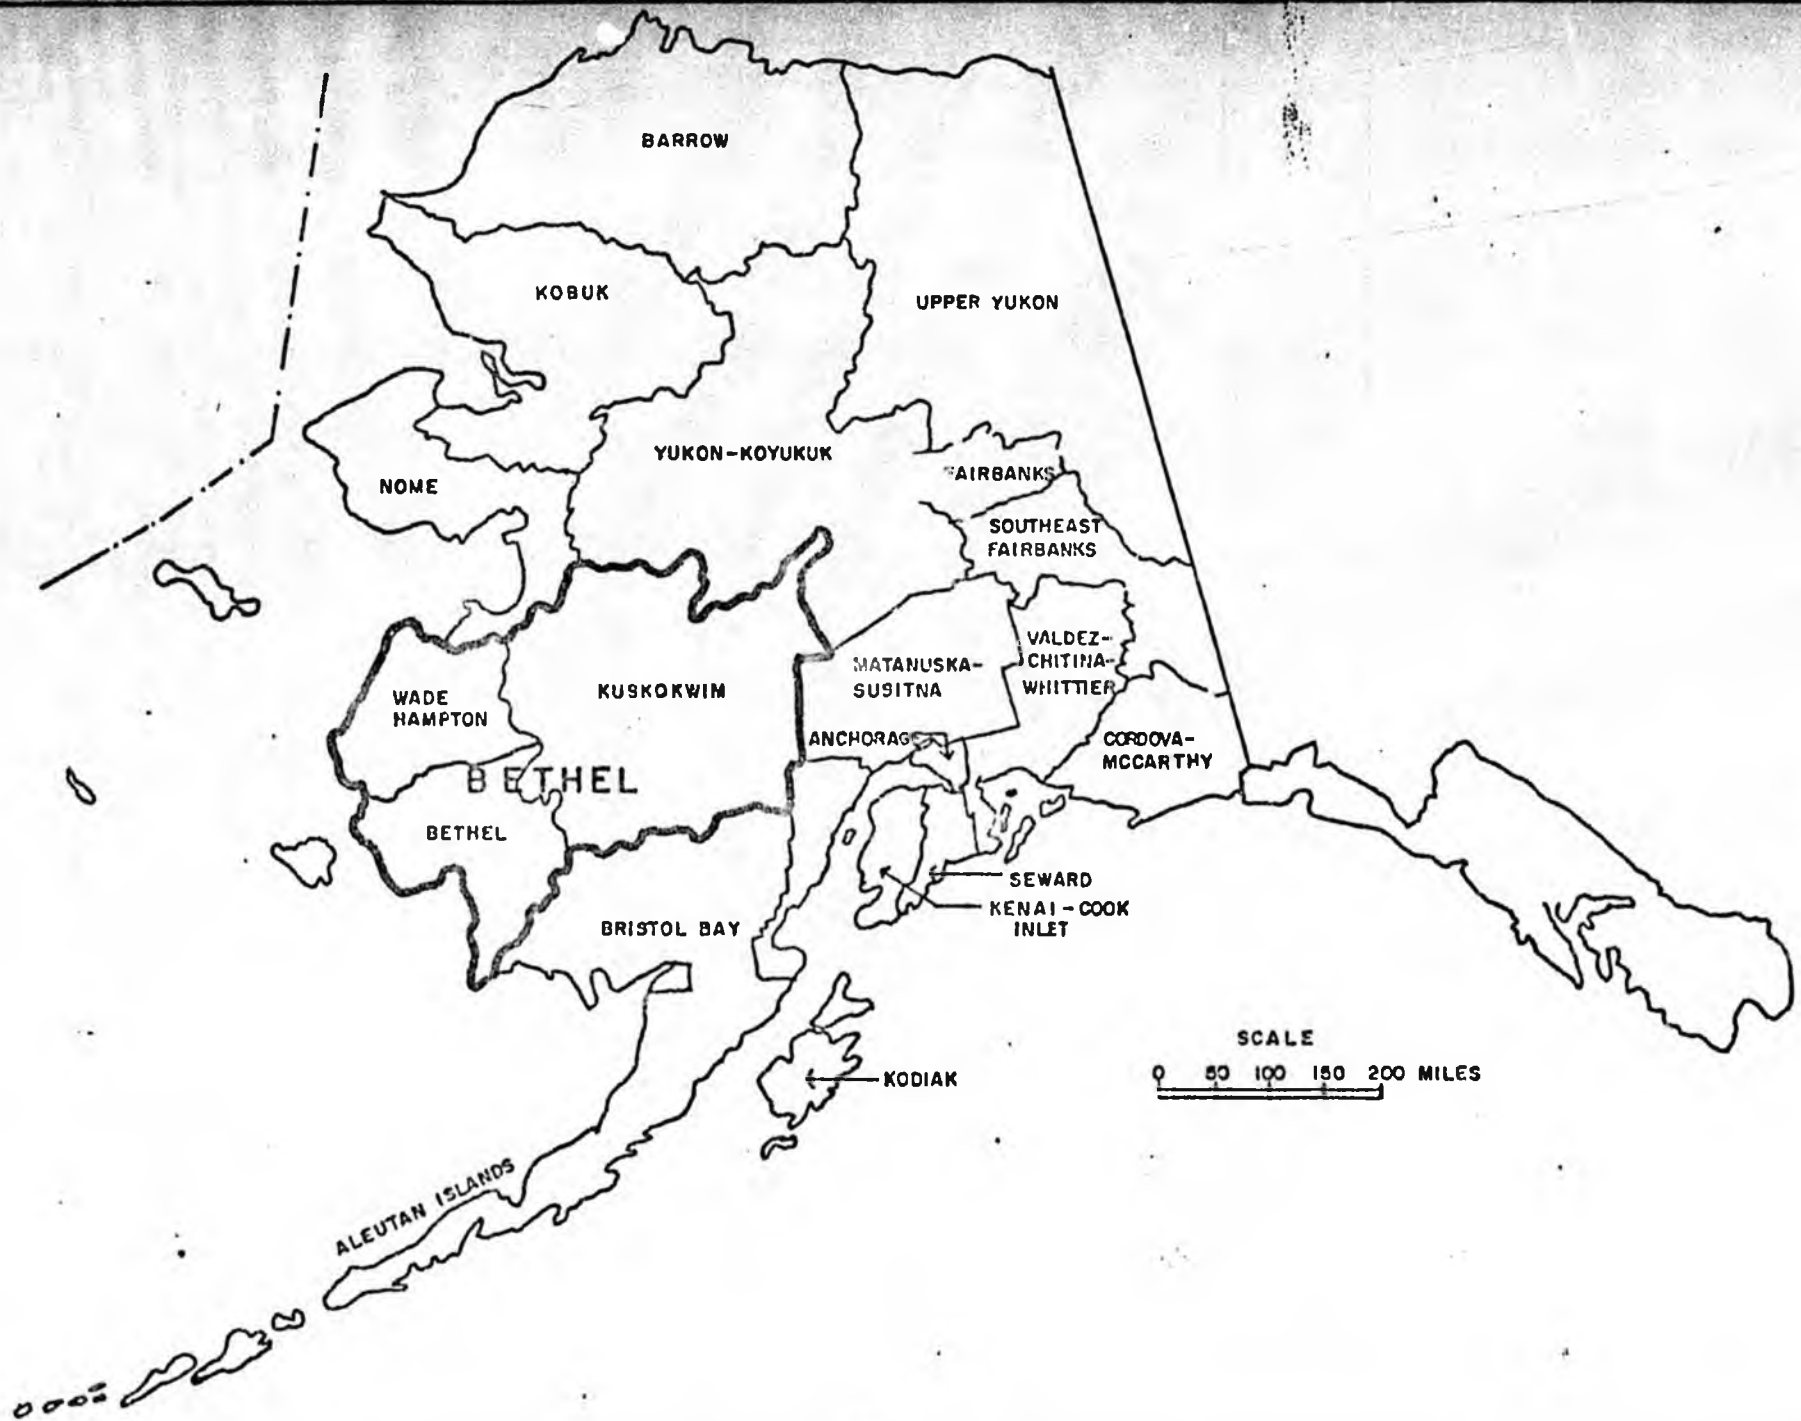 BARROW
KOBUK
UPPER YUKON
YUKON-KOYUKUK
FAIRBANKS
NOME
SOUTHEAST
FAIRBANKS
VALDEZ-
CHITINA-
WHITTIER
MATANUSKA-
SUSITNA
WADE
HAMPTON
KUSKOKWIM
ANCHORAGE
CORDOVA-
MCCARTHY
BETHEL
BETHEL
SEWARD
KENAI-COOK
INLET
BRISTOL BAY
SCALE
0 50 100 150 200 MILES
KODIAK
ALEUTAN ISLANDS